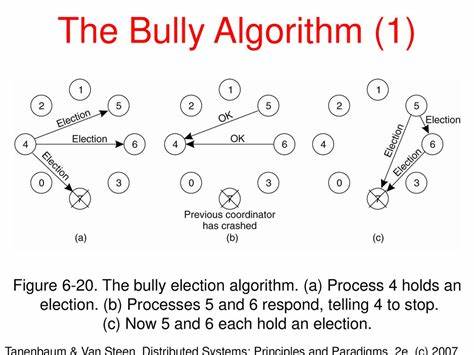 The Bully Algorithm (1)
1
2
5
Election
4
Election
6
Election
0
3
7
(a)
1
2
5
OK
4
OK
6
0
3
7
Previous coordinator
has crashed
(b)
1
2
5
Election
Election
4
6
Election
0
3
7
(c)
Figure 6-20. The bully election algorithm. (a) Process 4 holds an
election. (b) Processes 5 and 6 respond, telling 4 to stop.
(c) Now 5 and 6 each hold an election.
Tanenbaum & Van Steen, Distributed Systems: Principles and Paradigms, 2e, (c) 2007